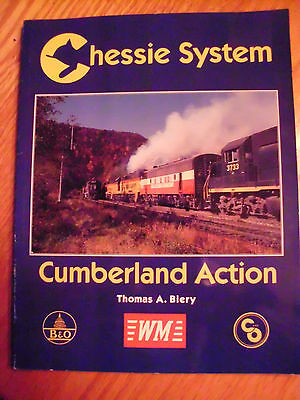 Chessie System
3733
Cumberland Action
Thomas A. Biery
B&O
WM
C&O